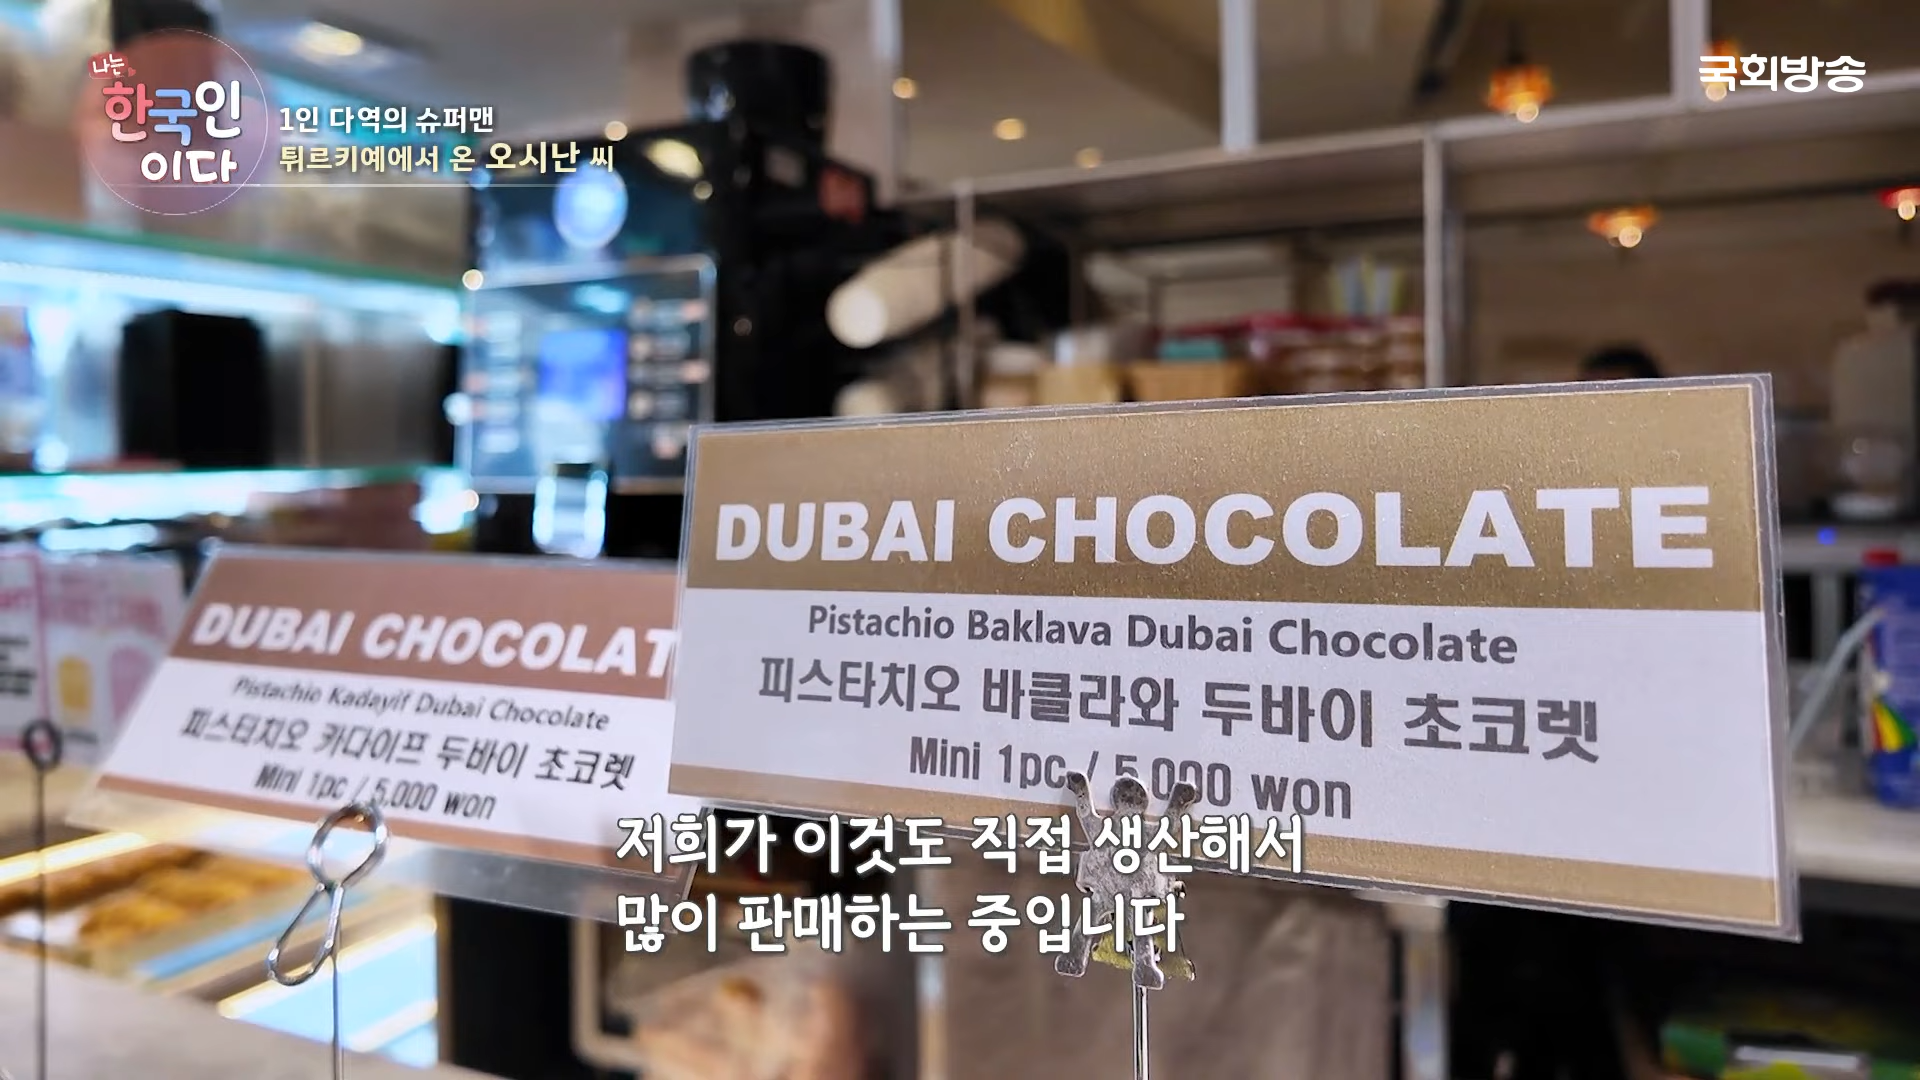 나는
한국인
이다
1인 다역의 슈퍼맨
튀르키예에서 온 오시난 씨
국회방송
DUBAI CHOCOLATE
Pistachio Baklava Dubai Chocolate
피스타치오 바클라와 두바이 초코렛
Mini 1pc / 5,000 won
DUBAI CHOCOLAT
Pistachio Kadayif Dubai Chocolate
피스타치오 카다이프 두바이 초코렛
Mini 1pc / 5,000 won
저희가 이것도 직접 생산해서
많이 판매하는 중입니다